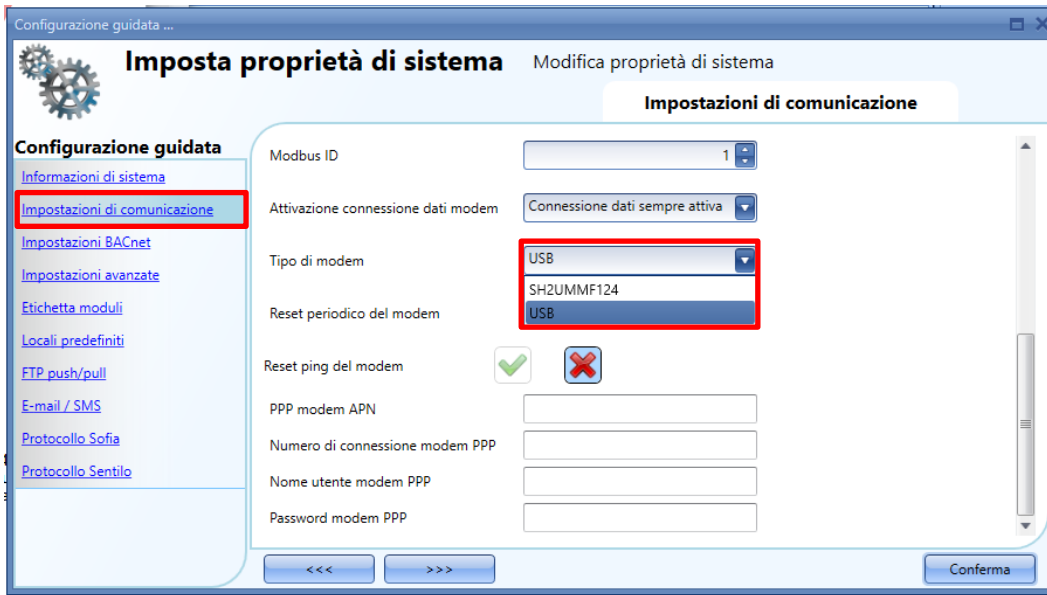 Configurazione guidata ...
Imposta proprietà di sistema
Modifica proprietà di sistema
Impostazioni di comunicazione
Configurazione guidata
Informazioni di sistema
Impostazioni di comunicazione
Impostazioni BACnet
Impostazioni avanzate
Etichetta moduli
Locali predefiniti
FTP push/pull
E-mail / SMS
Protocollo Sofia
Protocollo Sentilo
Modbus ID
1
Attivazione connessione dati modem
Connessione dati sempre attiva
Tipo di modem
USB
SH2UMMF124
USB
Reset periodico del modem
Reset ping del modem
PPP modem APN
Numero di connessione modem PPP
Nome utente modem PPP
Password modem PPP
<<<
>>>
Conferma